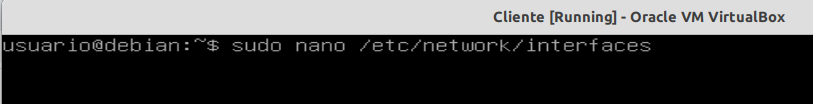 Cliente [Running] - Oracle VM VirtualBox
usuario@debian:~$ sudo nano /etc/network/interfaces